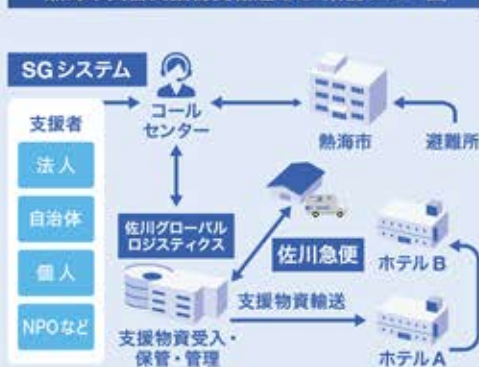 SGシステム
支援者
法人
自治体
個人
NPOなど
コール
センター
熱海市
避難所
佐川グローバル
ロジスティクス
佐川急便
ホテルB
支援物資輸送
支援物資受入・
保管・管理
ホテルA